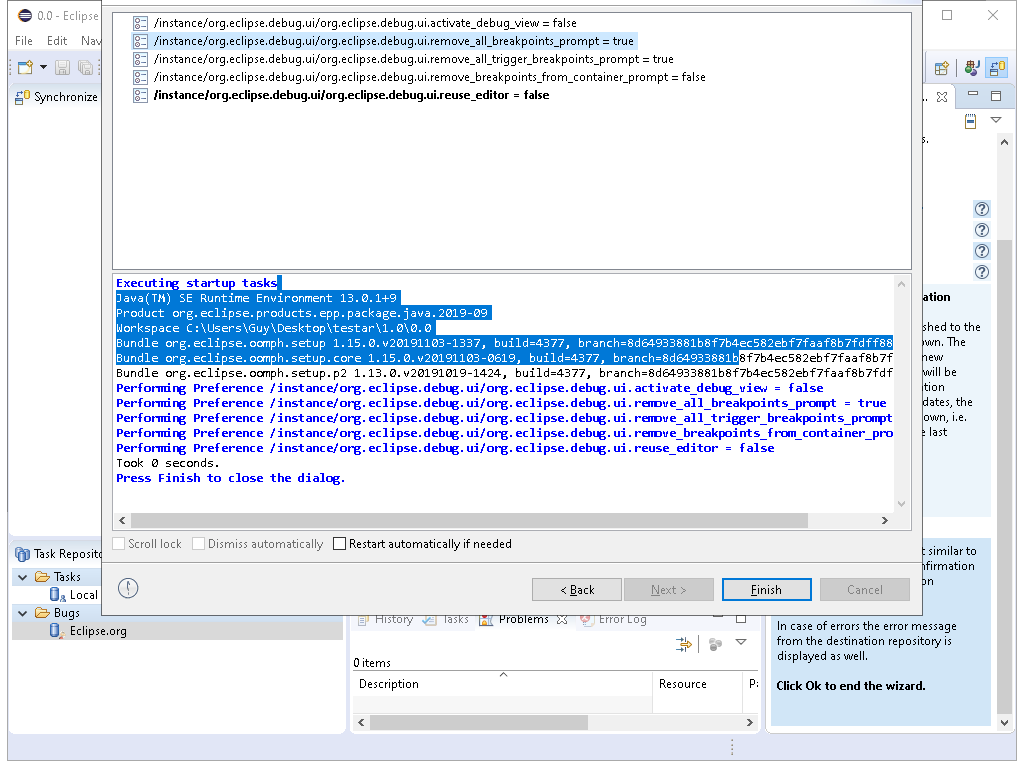 0.0 - Eclipse
File Edit Nav
Synchronize
/instance/org.eclipse.debug.ui/org.eclipse.debug.ui.activate_debug_view = false
/instance/org.eclipse.debug.ui/org.eclipse.debug.ui.remove_all_breakpoints_prompt = true
/instance/org.eclipse.debug.ui/org.eclipse.debug.ui.remove_all_trigger_breakpoints_prompt = true
/instance/org.eclipse.debug.ui/org.eclipse.debug.ui.remove_breakpoints_from_container_prompt = false
/instance/org.eclipse.debug.ui/org.eclipse.debug.ui.reuse_editor = false
Executing startup tasks
Java(TM) SE Runtime Environment 13.0.1+9
Product org.eclipse.products.epp.package.java.2019-09
Workspace C:\Users\Guy\Desktop\testar\1.0\0.0
Bundle org.eclipse.oomph.setup 1.15.0.v20191103-1337, build=4377, branch=8d64933881b8f7b4ec582ebf7faaf8b7fdff88
Bundle org.eclipse.oomph.setup.core 1.15.0.v20191103-0619, build=4377, branch=8d64933881b8f7b4ec582ebf7faaf8b7f
Bundle org.eclipse.oomph.setup.p2 1.13.0.v20191019-1424, build=4377, branch=8d64933881b8f7b4ec582ebf7faaf8b7fdf
Performing Preference /instance/org.eclipse.debug.ui/org.eclipse.debug.ui.activate_debug_view = false
Performing Preference /instance/org.eclipse.debug.ui/org.eclipse.debug.ui.remove_all_breakpoints_prompt = true
Performing Preference /instance/org.eclipse.debug.ui/org.eclipse.debug.ui.remove_all_trigger_breakpoints_prompt
Performing Preference /instance/org.eclipse.debug.ui/org.eclipse.debug.ui.remove_breakpoints_from_container_pro
Performing Preference /instance/org.eclipse.debug.ui/org.eclipse.debug.ui.reuse_editor = false
Took 0 seconds.
Press Finish to close the dialog.
Scroll lock Dismiss automatically Restart automatically if needed
< Back Next > Finish Cancel
s.
ation
shed to the
own. The
new
will be
tion
dates, the
own, i.e.
e last
t similar to
nfirmation
on
In case of errors the error message
from the destination repository is
displayed as well.
Click Ok to end the wizard.
Task Reposito
Tasks
Local
Bugs
Eclipse.org
History Tasks Problems Error Log
0 items
Description Resource Pa